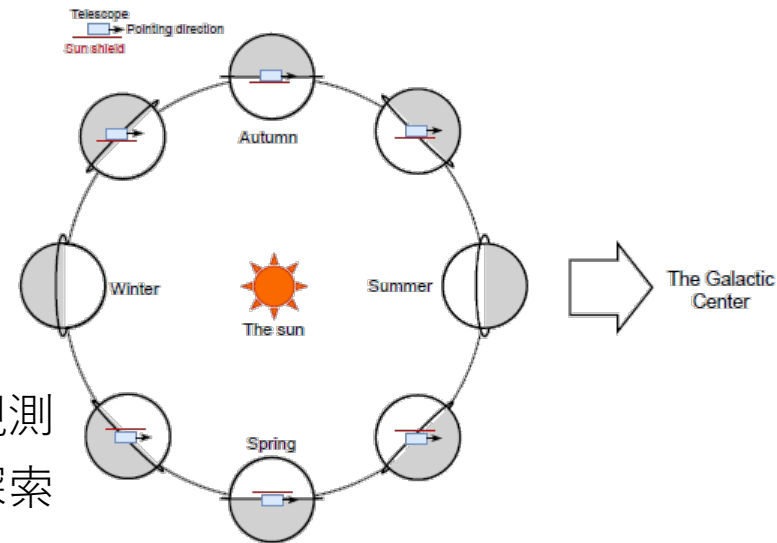 Telescope
Pointing direction
Sun shield
Autumn
Winter
Summer
The sun
The Galactic
Center
Spring
観測
探索